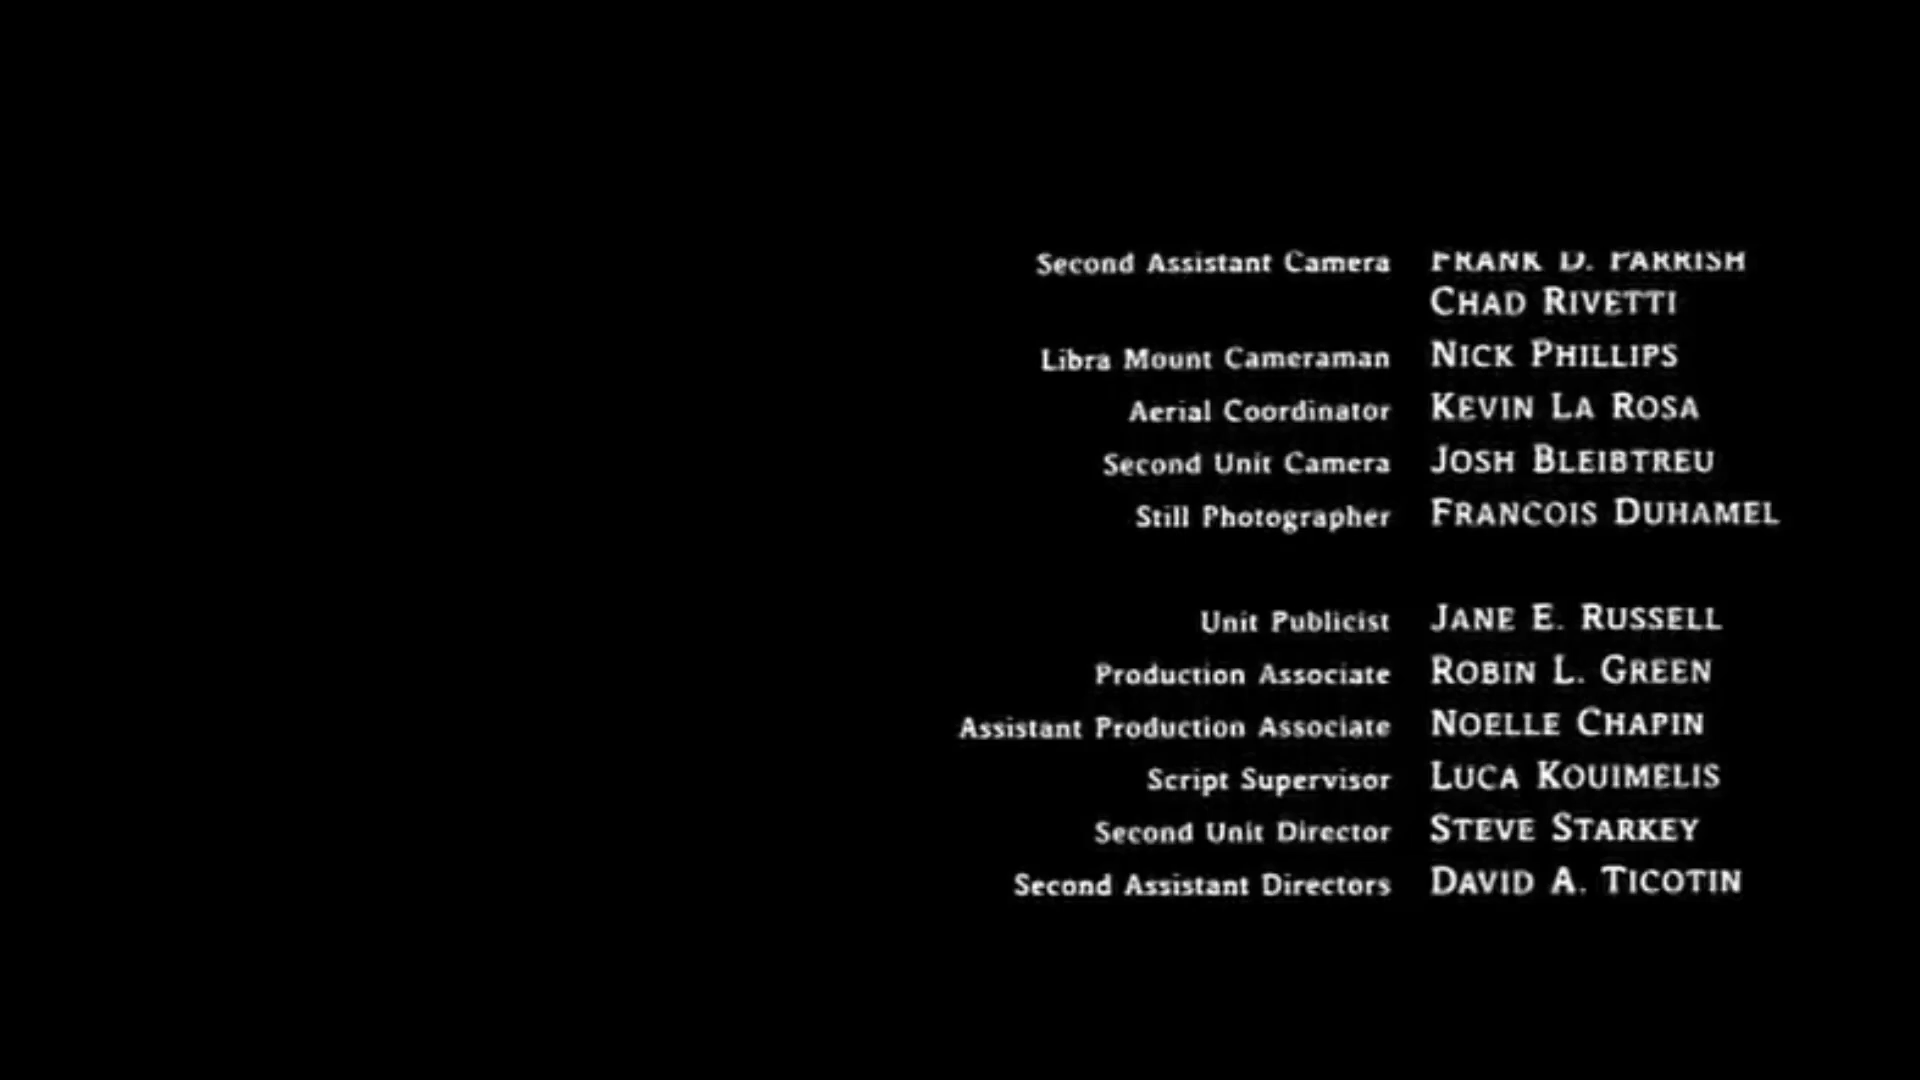 Second Assistant Camera FRANK D. PARRISH
CHAD RIVETTI
Libra Mount Cameraman NICK PHILLIPS
Aerial Coordinator KEVIN LA ROSA
Second Unit Camera JOSH BLEIBTREU
Still Photographer FRANCOIS DUHAMEL
Unit Publicist JANE E. RUSSELL
Production Associate ROBIN L. GREEN
Assistant Production Associate NOELLE CHAPIN
Script Supervisor LUCA KOUIMELIS
Second Unit Director STEVE STARKEY
Second Assistant Directors DAVID A. TICOTIN